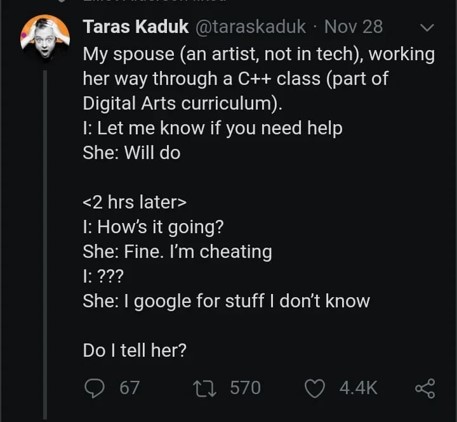 Taras Kaduk @taraskaduk · Nov 28
My spouse (an artist, not in tech), working
her way through a C++ class (part of
Digital Arts curriculum).
I: Let me know if you need help
She: Will do
<2 hrs later>
I: How's it going?
She: Fine. I'm cheating
I: ???
She: I google for stuff I don't know
Do I tell her?
67 570 4.4K